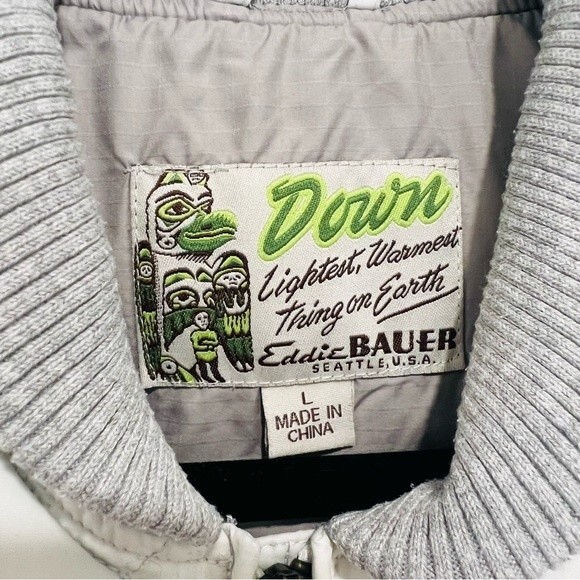 Down
Lightest, Warmest
Thing on Earth
Eddie BAUER
SEATTLE, U.S.A.
L
MADE IN
CHINA